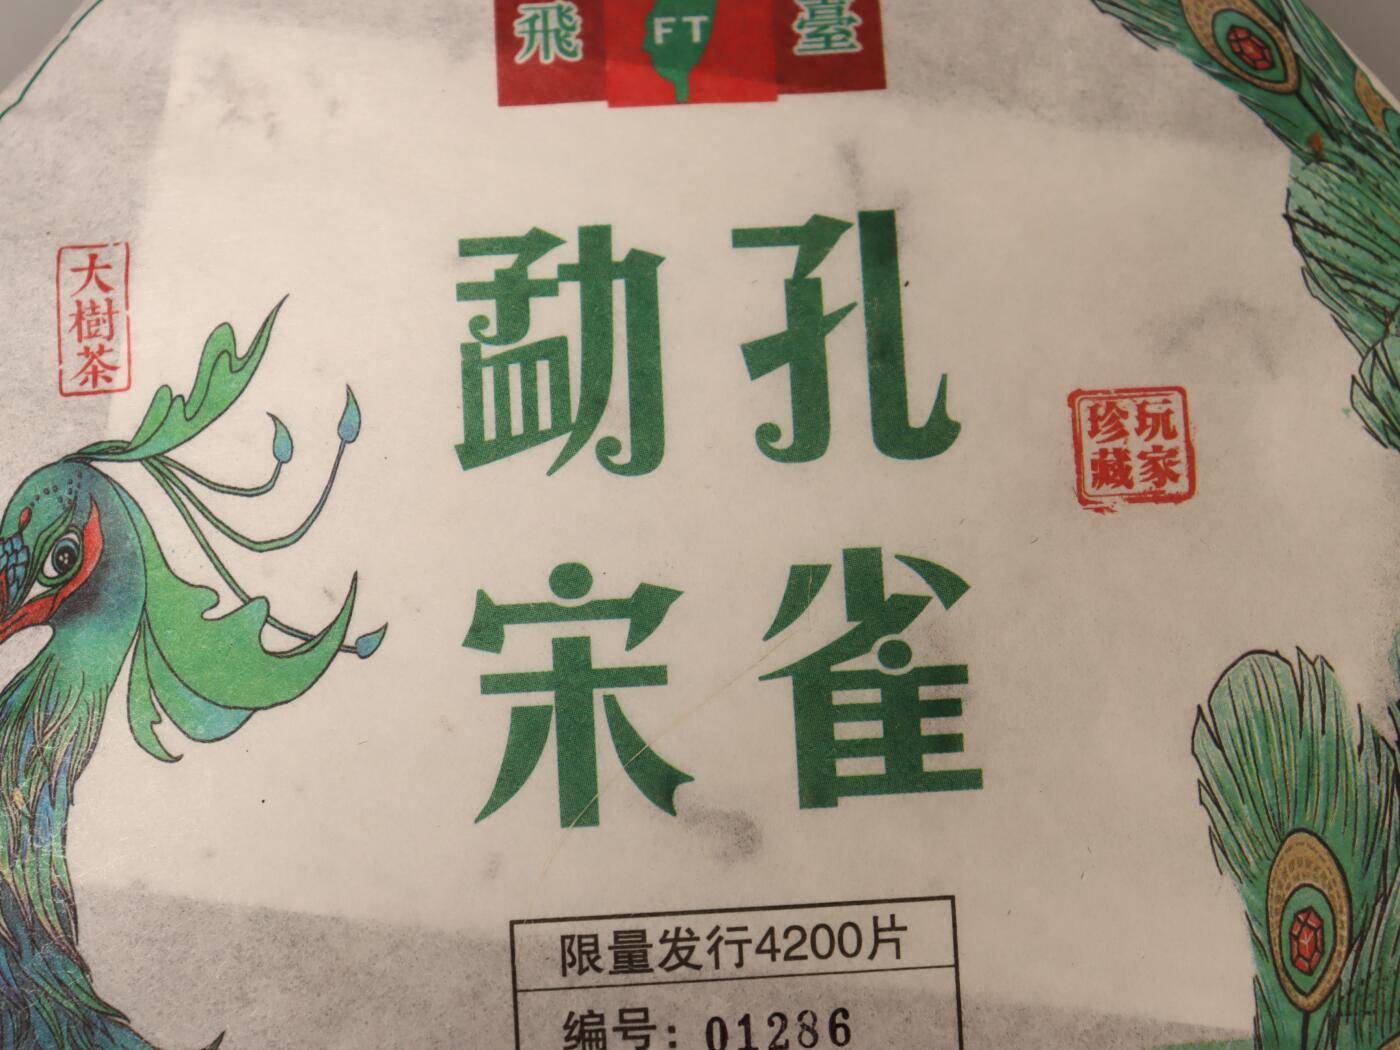 飛 FT 臺
孔雀
勐宋
大樹茶
玩家
珍藏
限量发行4200片
编号：01286